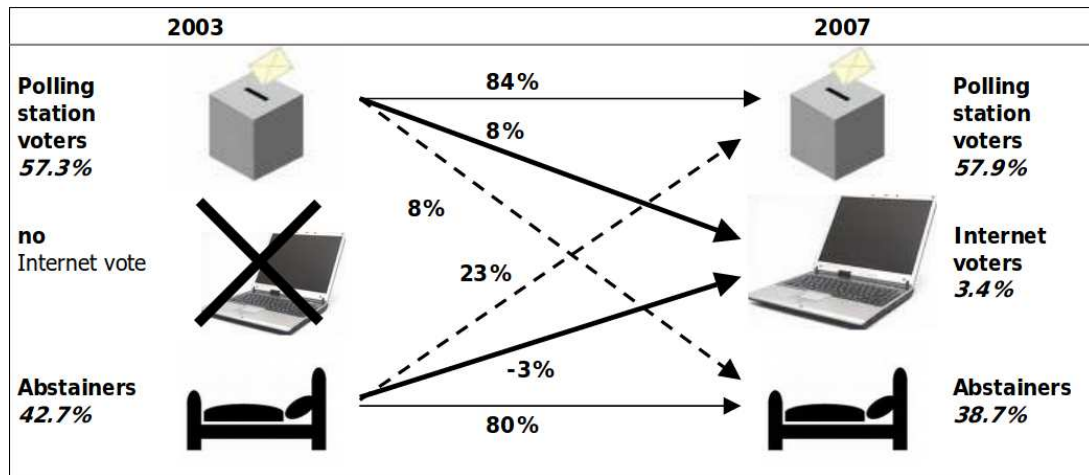 2003 2007
Polling
station
voters
57.3%
84%
8%
8%
Polling
station
voters
57.9%
no
Internet vote
23%
Internet
voters
3.4%
Abstainers
42.7%
-3%
80%
Abstainers
38.7%